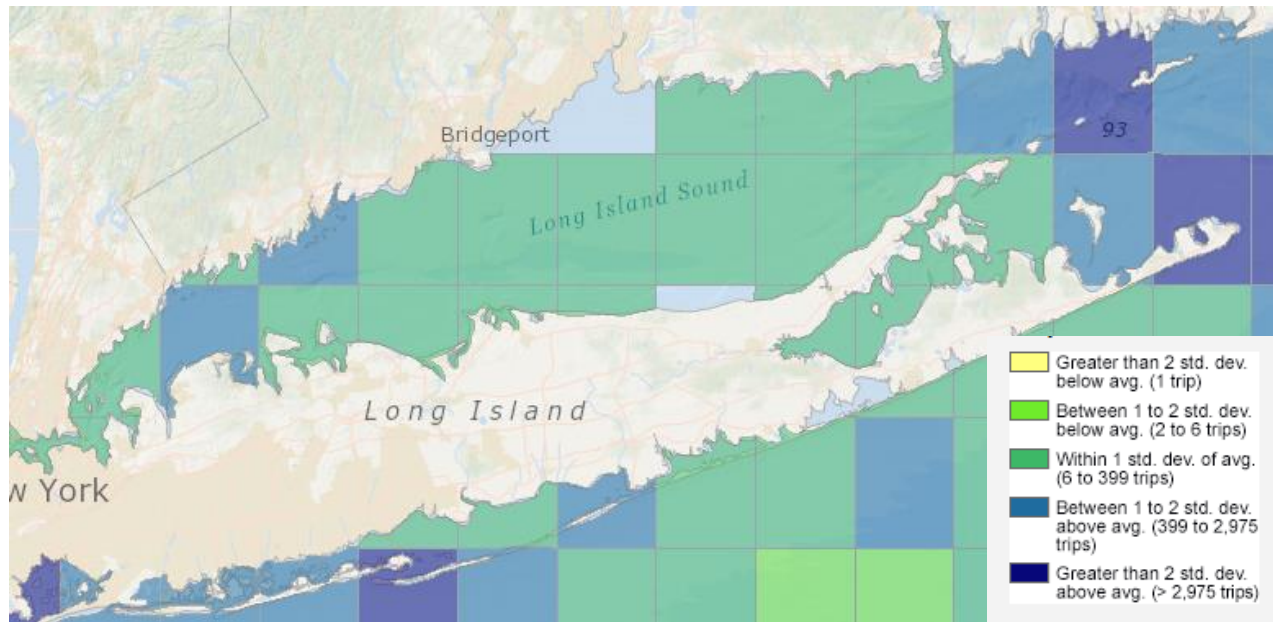 Bridgeport
93
Long Island Sound
Long Island
w York
Greater than 2 std. dev.
below avg. (1 trip)
Between 1 to 2 std. dev.
below avg. (2 to 6 trips)
Within 1 std. dev. of avg.
(6 to 399 trips)
Between 1 to 2 std. dev.
above avg. (399 to 2,975
trips)
Greater than 2 std. dev.
above avg. (> 2,975 trips)